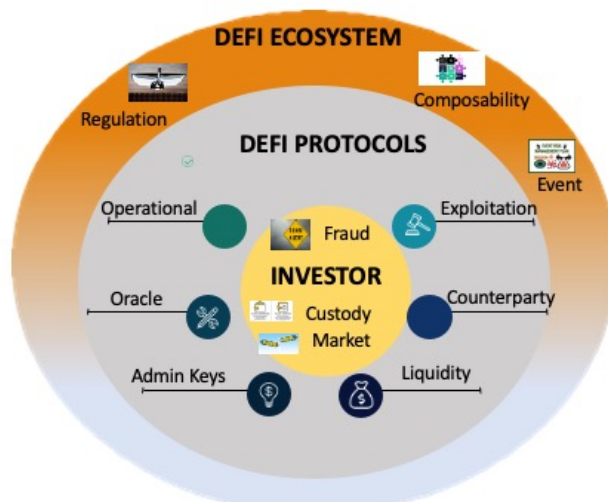 DEFI ECOSYSTEM
Regulation
Composability
DEFI PROTOCOLS
Event
Operational
Exploitation
Fraud
INVESTOR
Oracle
Counterparty
Custody
Market
Admin Keys
Liquidity